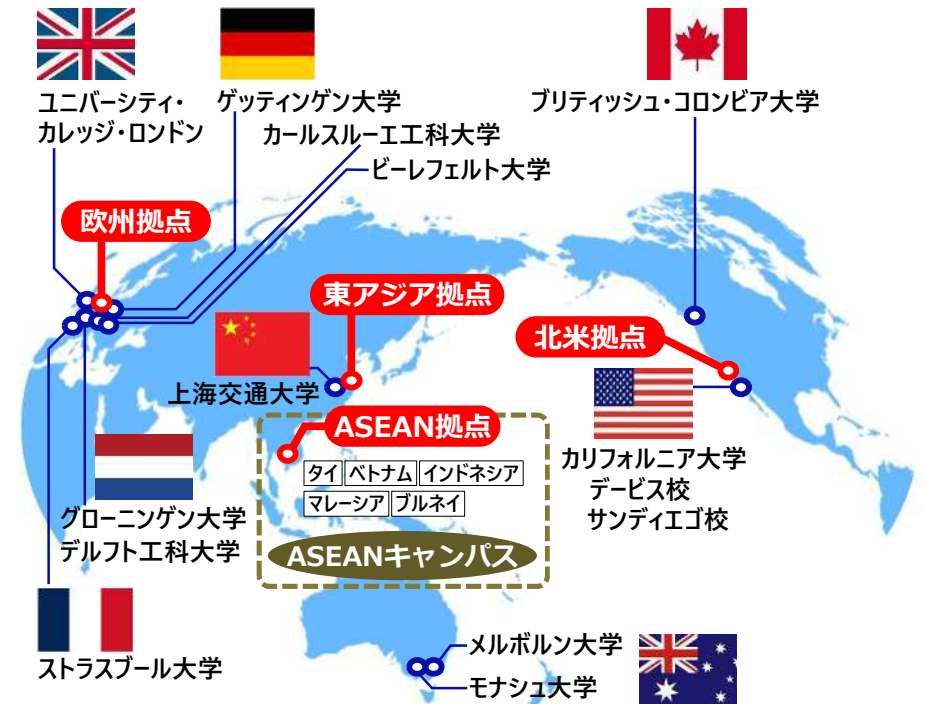 ユニバーシティ・
カレッジ・ロンドン
ゲッティンゲン大学
カールスルーエ工科大学
ビーレフェルト大学
ブリティッシュ・コロンビア大学
欧州拠点
東アジア拠点
北米拠点
上海交通大学
ASEAN拠点
タイ ベトナム インドネシア
マレーシア ブルネイ
ASEANキャンパス
カリフォルニア大学
デービス校
サンディエゴ校
グローニンゲン大学
デルフト工科大学
ストラスブール大学
メルボルン大学
モナシュ大学